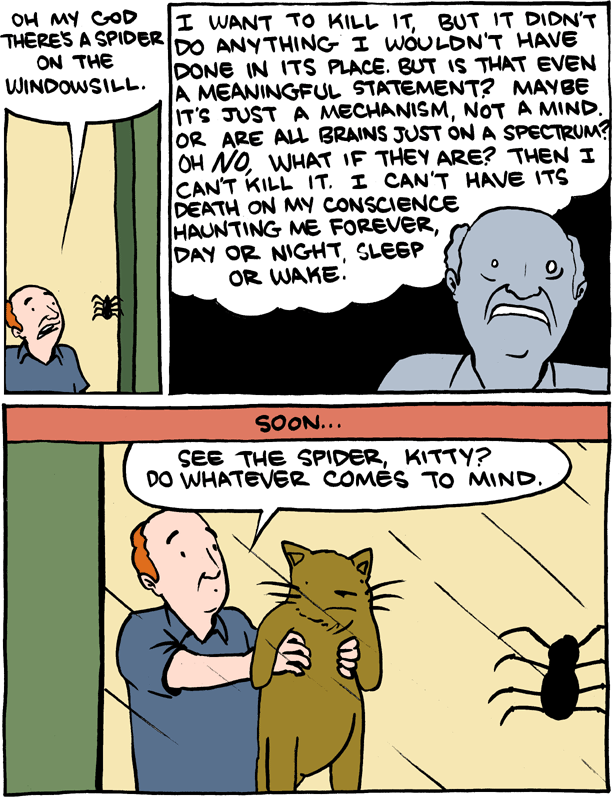 OH MY GOD
THERE'S A SPIDER
ON THE
WINDOWSILL.
I WANT TO KILL IT, BUT IT DIDN'T
DO ANYTHING I WOULDN'T HAVE
DONE IN ITS PLACE. BUT IS THAT EVEN
A MEANINGFUL STATEMENT? MAYBE
IT'S JUST A MECHANISM, NOT A MIND.
OR ARE ALL BRAINS JUST ON A SPECTRUM?
OH NO, WHAT IF THEY ARE? THEN I
CAN'T KILL IT. I CAN'T HAVE ITS
DEATH ON MY CONSCIENCE
HAUNTING ME FOREVER,
DAY OR NIGHT, SLEEP
OR WAKE.
SOON...
SEE THE SPIDER, KITTY?
DO WHATEVER COMES TO MIND.